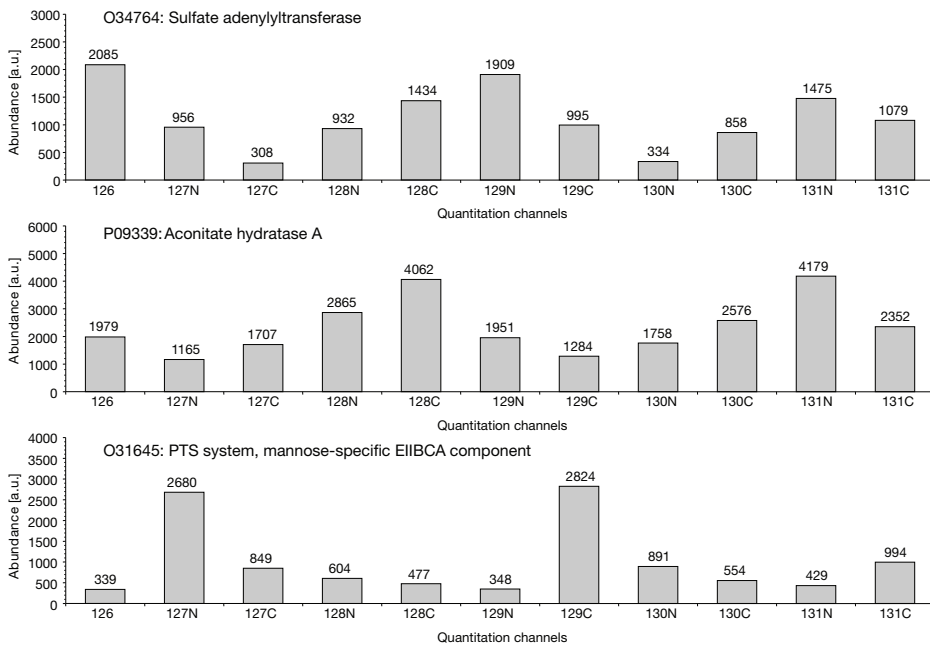 O34764: Sulfate adenylyltransferase
Abundance [a.u.]
3000
2500
2000
1500
1000
500
0
2085 956 308 932 1434 1909 995 334 858 1475 1079
126 127N 127C 128N 128C 129N 129C 130N 130C 131N 131C
Quantitation channels
P09339: Aconitate hydratase A
Abundance [a.u.]
6000
5000
4000
3000
2000
1000
0
1979 1165 1707 2865 4062 1951 1284 1758 2576 4179 2352
126 127N 127C 128N 128C 129N 129C 130N 130C 131N 131C
Quantitation channels
O31645: PTS system, mannose-specific EIIBCA component
Abundance [a.u.]
4000
3500
3000
2500
2000
1500
1000
500
0
339 2680 849 604 477 348 2824 891 554 429 994
126 127N 127C 128N 128C 129N 129C 130N 130C 131N 131C
Quantitation channels